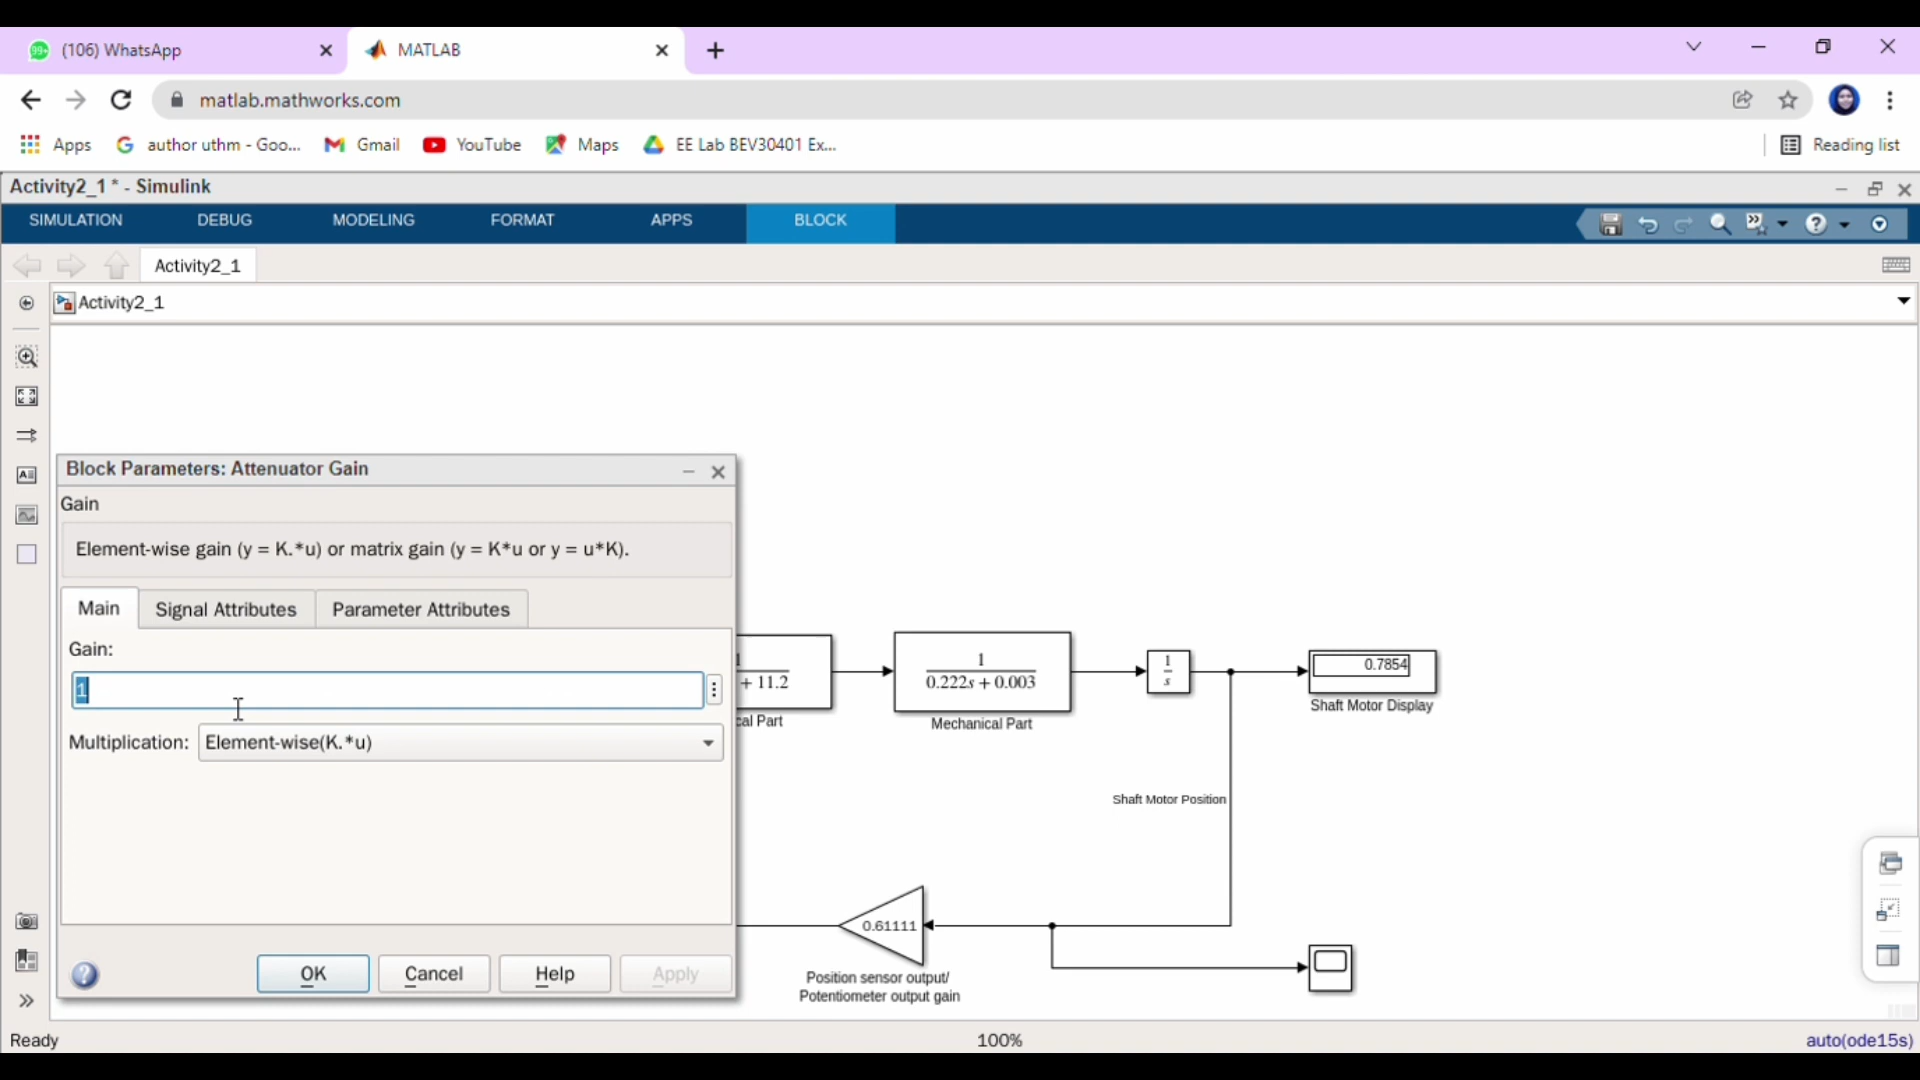 (106) WhatsApp
MATLAB
matlab.mathworks.com
Apps
author uthm - Goo...
Gmail
YouTube
Maps
EE Lab BEV30401 Ex...
Reading list
Activity2_1 * - Simulink
SIMULATION
DEBUG
MODELING
FORMAT
APPS
BLOCK
Activity2_1
Activity2_1
Block Parameters: Attenuator Gain
Gain
Element-wise gain (y = K.*u) or matrix gain (y = K*u or y = u*K).
Main
Signal Attributes
Parameter Attributes
Gain:
1
Multiplication:
Element-wise(K.*u)
OK
Cancel
Help
Apply
1
+ 11.2
cal Part
1
0.222s + 0.003
Mechanical Part
1
s
0.7854
Shaft Motor Display
Shaft Motor Position
0.61111
Position sensor output/
Potentiometer output gain
Ready
100%
auto(ode15s)